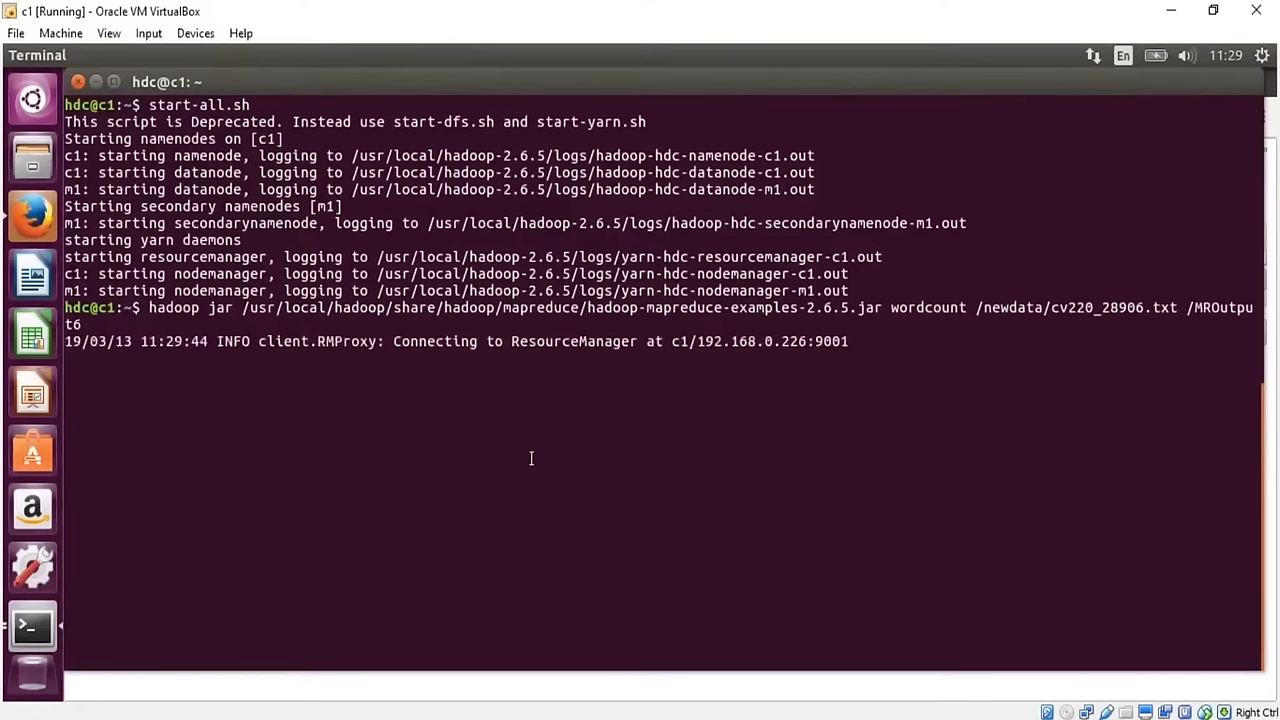 c1 [Running] - Oracle VM VirtualBox
File Machine View Input Devices Help
Terminal En 11:29
hdc@c1: ~
hdc@c1:~$ start-all.sh
This script is Deprecated. Instead use start-dfs.sh and start-yarn.sh
Starting namenodes on [c1]
c1: starting namenode, logging to /usr/local/hadoop-2.6.5/logs/hadoop-hdc-namenode-c1.out
c1: starting datanode, logging to /usr/local/hadoop-2.6.5/logs/hadoop-hdc-datanode-c1.out
m1: starting datanode, logging to /usr/local/hadoop-2.6.5/logs/hadoop-hdc-datanode-m1.out
Starting secondary namenodes [m1]
m1: starting secondarynamenode, logging to /usr/local/hadoop-2.6.5/logs/hadoop-hdc-secondarynamenode-m1.out
starting yarn daemons
starting resourcemanager, logging to /usr/local/hadoop-2.6.5/logs/yarn-hdc-resourcemanager-c1.out
c1: starting nodemanager, logging to /usr/local/hadoop-2.6.5/logs/yarn-hdc-nodemanager-c1.out
m1: starting nodemanager, logging to /usr/local/hadoop-2.6.5/logs/yarn-hdc-nodemanager-m1.out
hdc@c1:~$ hadoop jar /usr/local/hadoop/share/hadoop/mapreduce/hadoop-mapreduce-examples-2.6.5.jar wordcount /newdata/cv220_28906.txt /MROutpu
t6
19/03/13 11:29:44 INFO client.RMProxy: Connecting to ResourceManager at c1/192.168.0.226:9001
Right Ctrl